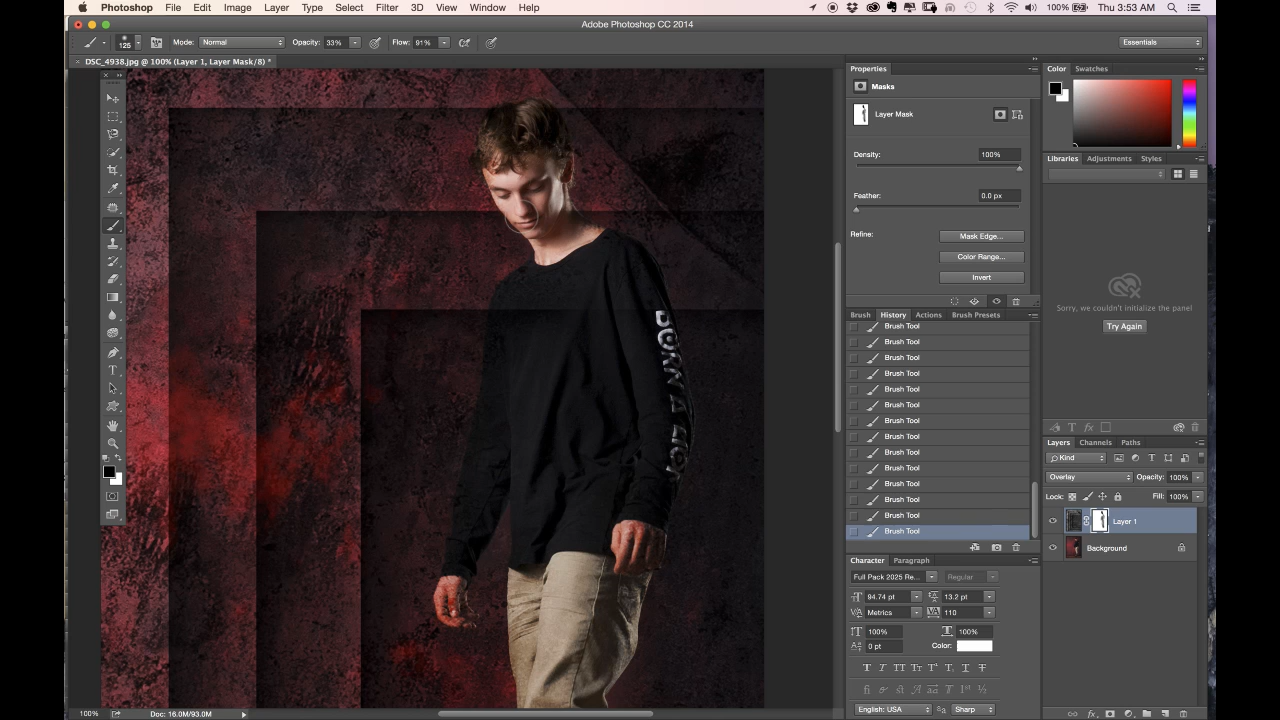 Photoshop File Edit Image Layer Type Select Filter 3D View Window Help 100% Thu 3:53 AM
Adobe Photoshop CC 2014
125 Mode: Normal Opacity: 33% Flow: 91% Essentials
× DSC_4938.jpg @ 100% (Layer 1, Layer Mask/8) *
Properties
Masks
Layer Mask
Density: 100%
Feather: 0.0 px
Refine: Mask Edge...
Color Range...
Invert
Color Swatches
Libraries Adjustments Styles
Sorry, we couldn't initialize the panel
Try Again
Brush History Actions Brush Presets
Brush Tool
Brush Tool
Brush Tool
Brush Tool
Brush Tool
Brush Tool
Brush Tool
Brush Tool
Brush Tool
Brush Tool
Brush Tool
Brush Tool
Brush Tool
Brush Tool
Layers Channels Paths
Kind
Overlay Opacity: 100%
Lock: Fill: 100%
Layer 1
Background
Character Paragraph
Full Pack 2025 Re... Regular
94.74 pt 13.2 pt
Metrics 110
100% 100%
0 pt Color:
English: USA Sharp
BORN A
100% Doc: 16.0M/93.0M